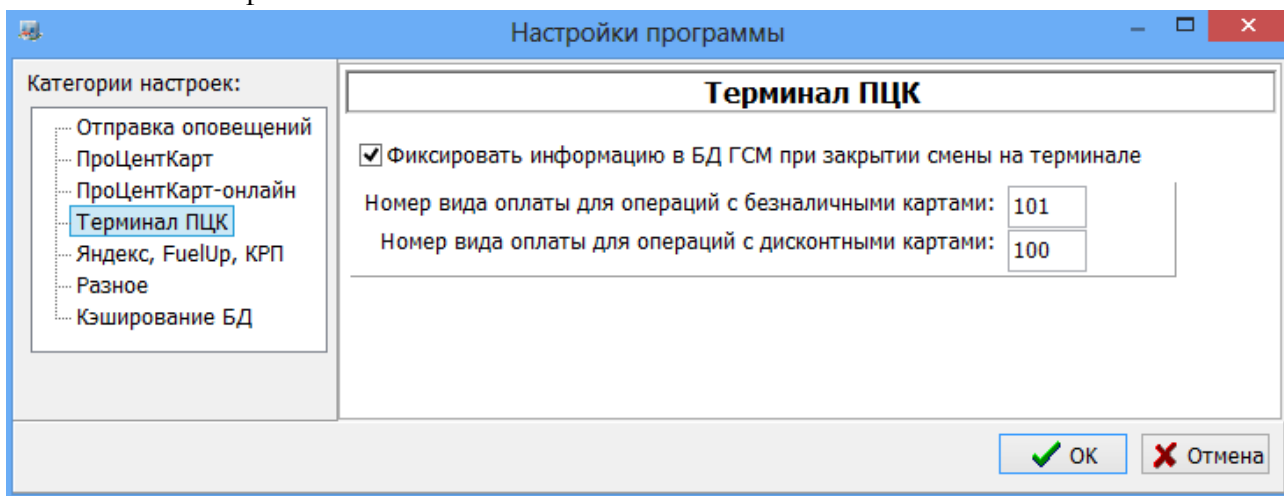 Настройки программы
Категории настроек:
Отправка оповещений
ПроЦентКарт
ПроЦентКарт-онлайн
Терминал ПЦК
Яндекс, FuelUp, КРП
Разное
Кэширование БД
Терминал ПЦК
Фиксировать информацию в БД ГСМ при закрытии смены на терминале
Номер вида оплаты для операций с безналичными картами: 101
Номер вида оплаты для операций с дисконтными картами: 100
ОК
Отмена